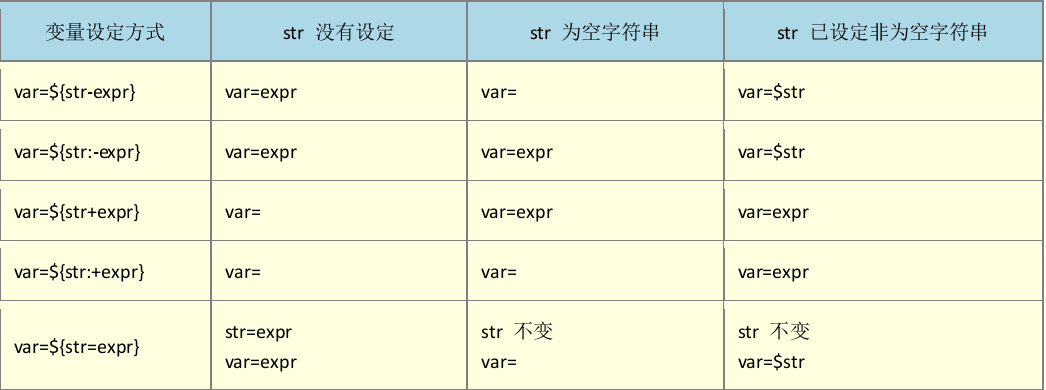 变量设定方式 str 没有设定 str 为空字符串 str 已设定非为空字符串
var=${str-expr} var=expr var= var=$str
var=${str:-expr} var=expr var=expr var=$str
var=${str+expr} var= var=expr var=expr
var=${str:+expr} var= var= var=expr
var=${str=expr}
str=expr
var=expr
str 不变
var=
str 不变
var=$str